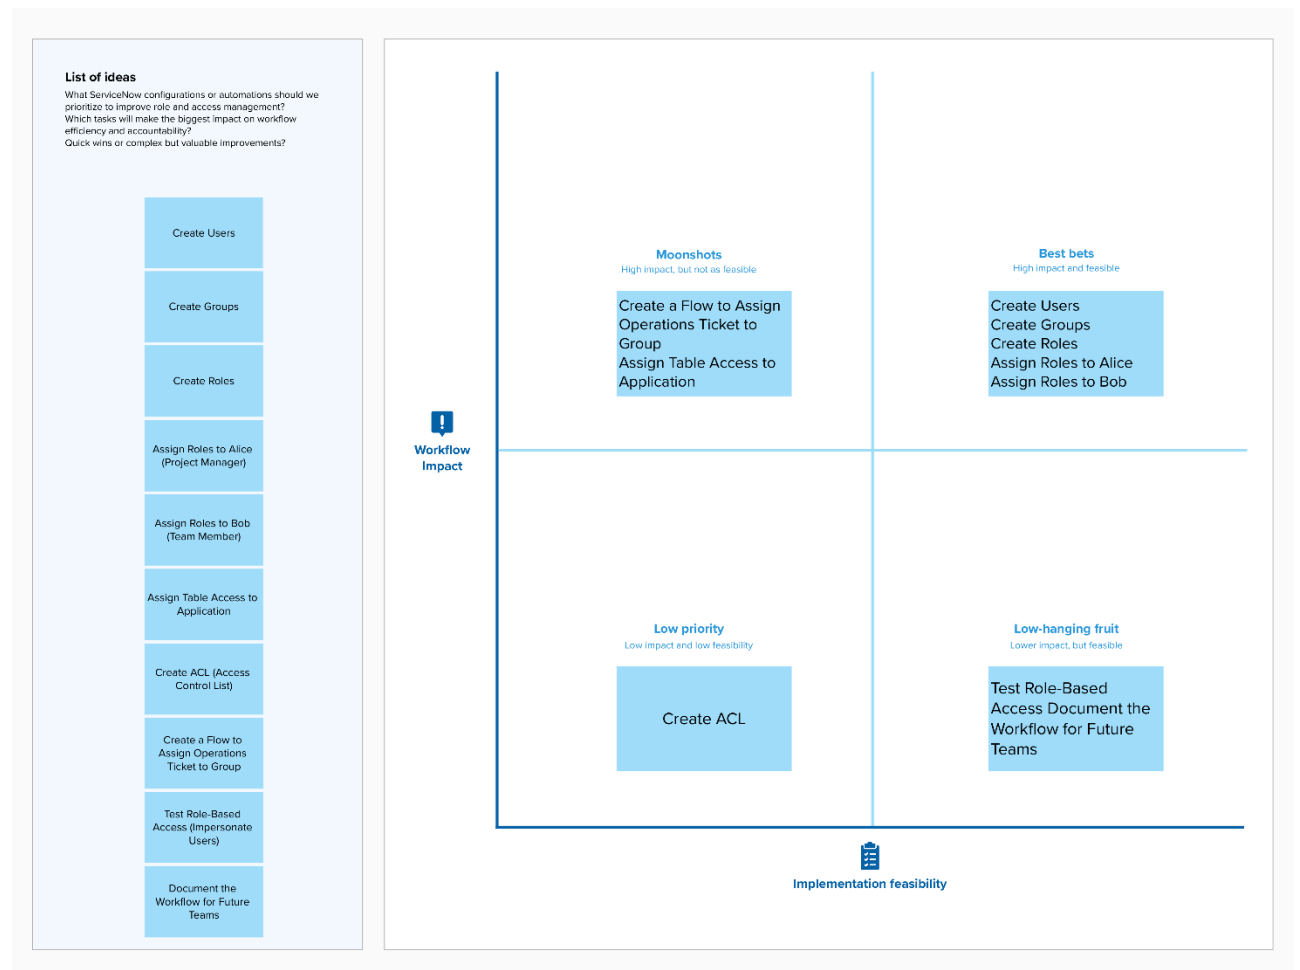 List of ideas
What ServiceNow configurations or automations should we
prioritize to improve role and access management?
Which tasks will make the biggest impact on workflow
efficiency and accountability?
Quick wins or complex but valuable improvements?
Create Users
Create Groups
Create Roles
Assign Roles to Alice
(Project Manager)
Assign Roles to Bob
(Team Member)
Assign Table Access to
Application
Create ACL (Access
Control List)
Create a Flow to
Assign Operations
Ticket to Group
Test Role-Based
Access (Impersonate
Users)
Document the
Workflow for Future
Teams
Workflow
Impact
Moonshots
High impact, but not as feasible
Create a Flow to Assign
Operations Ticket to
Group
Assign Table Access to
Application
Best bets
High impact and feasible
Create Users
Create Groups
Create Roles
Assign Roles to Alice
Assign Roles to Bob
Low priority
Low impact and low feasibility
Create ACL
Low-hanging fruit
Lower impact, but feasible
Test Role-Based
Access Document the
Workflow for Future
Teams
Implementation feasibility